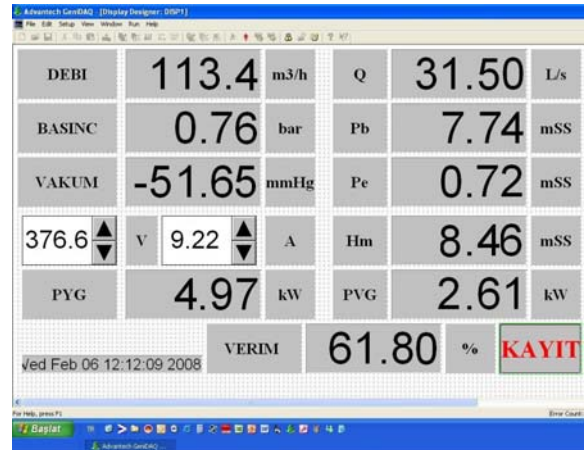 Advantech GeniDAQ - [Display Designer: DISP1]
File Edit Setup View Window Run Help
DEBI 113.4 m3/h Q 31.50 L/s
BASINC 0.76 bar Pb 7.74 mSS
VAKUM -51.65 mmHg Pe 0.72 mSS
376.6 V 9.22 A Hm 8.46 mSS
PYG 4.97 kW PVG 2.61 kW
VERIM 61.80 % KAYIT
Wed Feb 06 12:12:09 2008
For Help, press F1
Error Count:
Başlat
Advantech GeniDAQ ...